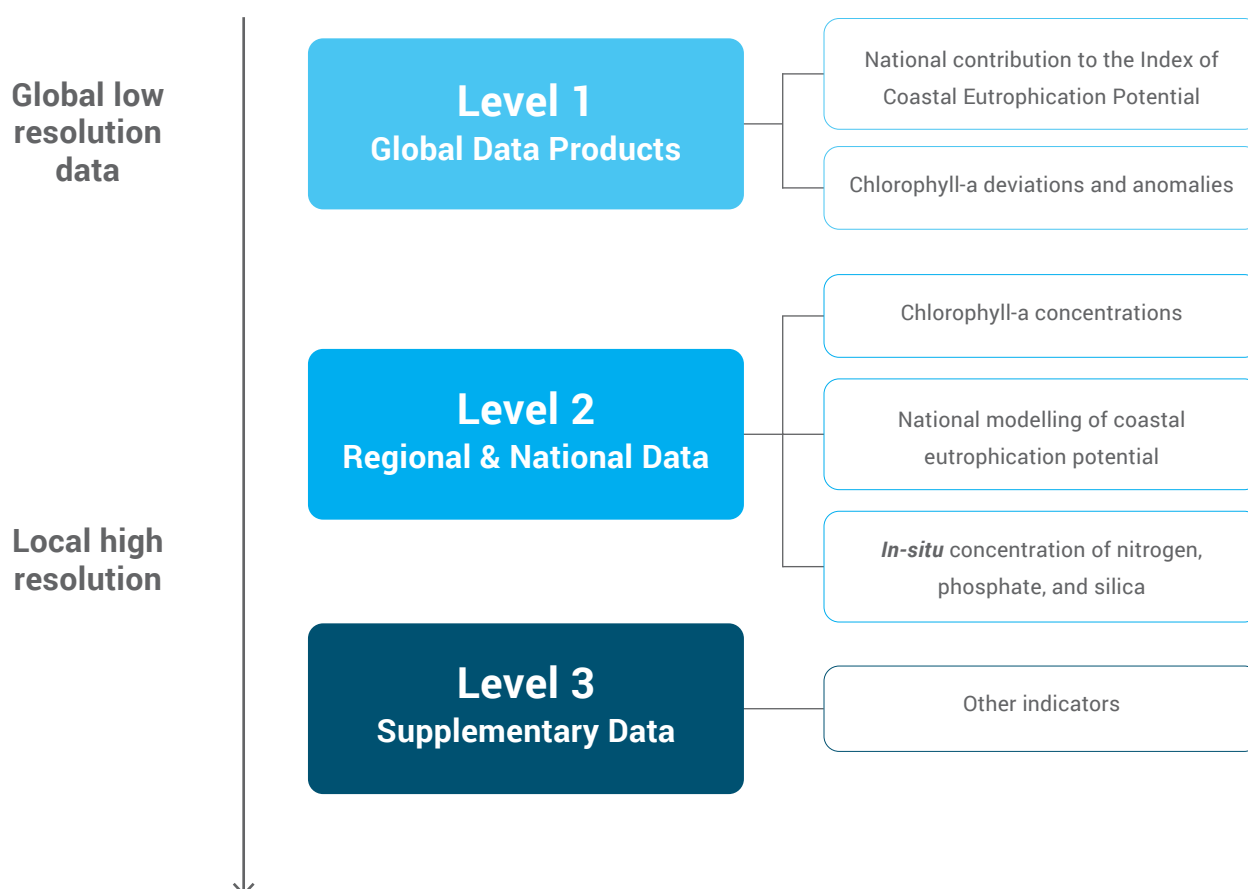 Global low
resolution
data
Level 1
Global Data Products
National contribution to the Index of
Coastal Eutrophication Potential
Chlorophyll-a deviations and anomalies
Level 2
Regional & National Data
Chlorophyll-a concentrations
National modelling of coastal
eutrophication potential
In-situ concentration of nitrogen,
phosphate, and silica
Local high
resolution
Level 3
Supplementary Data
Other indicators